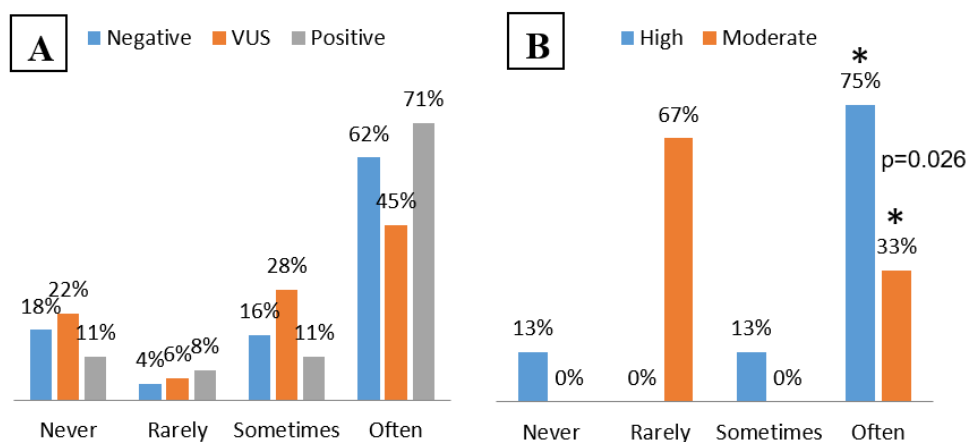 A
Negative VUS Positive
18% 22% 11%
4% 6% 8%
16% 28% 11%
62% 45% 71%
Never Rarely Sometimes Often
B
High Moderate
13% 0%
0% 67%
13% 0%
*
75%
p=0.026
*
33%
Never Rarely Sometimes Often